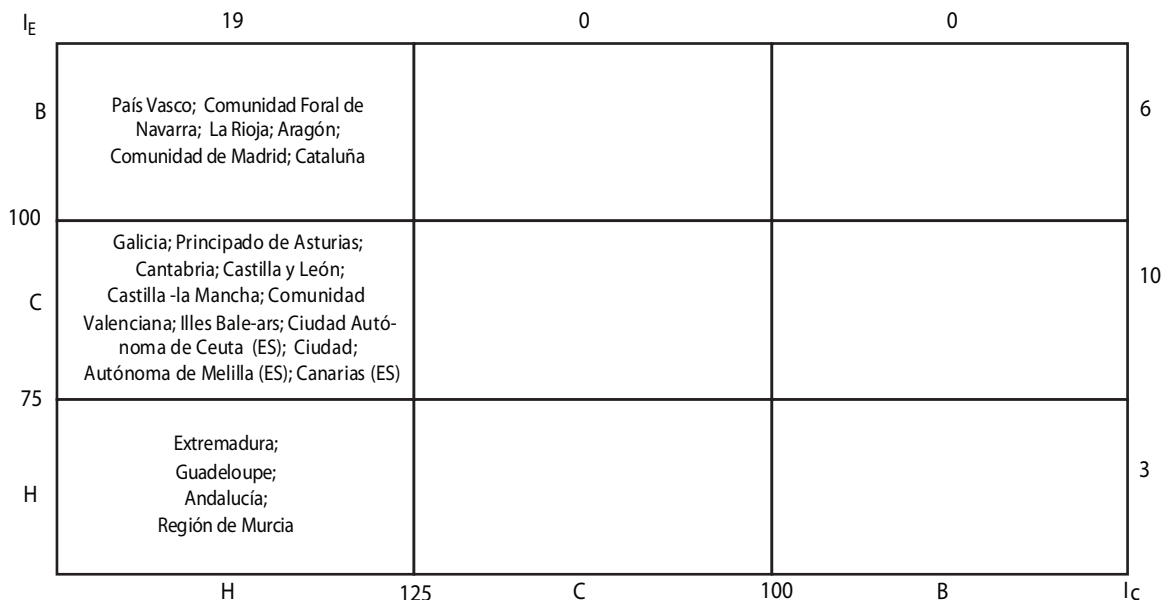 I_E 19 0 0
B
País Vasco; Comunidad Foral de
Navarra; La Rioja; Aragón;
Comunidad de Madrid; Cataluña
6
100
C
Galicia; Principado de Asturias;
Cantabria; Castilla y León;
Castilla -la Mancha; Comunidad
Valenciana; Illes Bale-ars; Ciudad Autó-
noma de Ceuta (ES); Ciudad;
Autónoma de Melilla (ES); Canarias (ES)
10
75
H
Extremadura;
Guadeloupe;
Andalucía;
Región de Murcia
3
H 125 C 100 B I_C